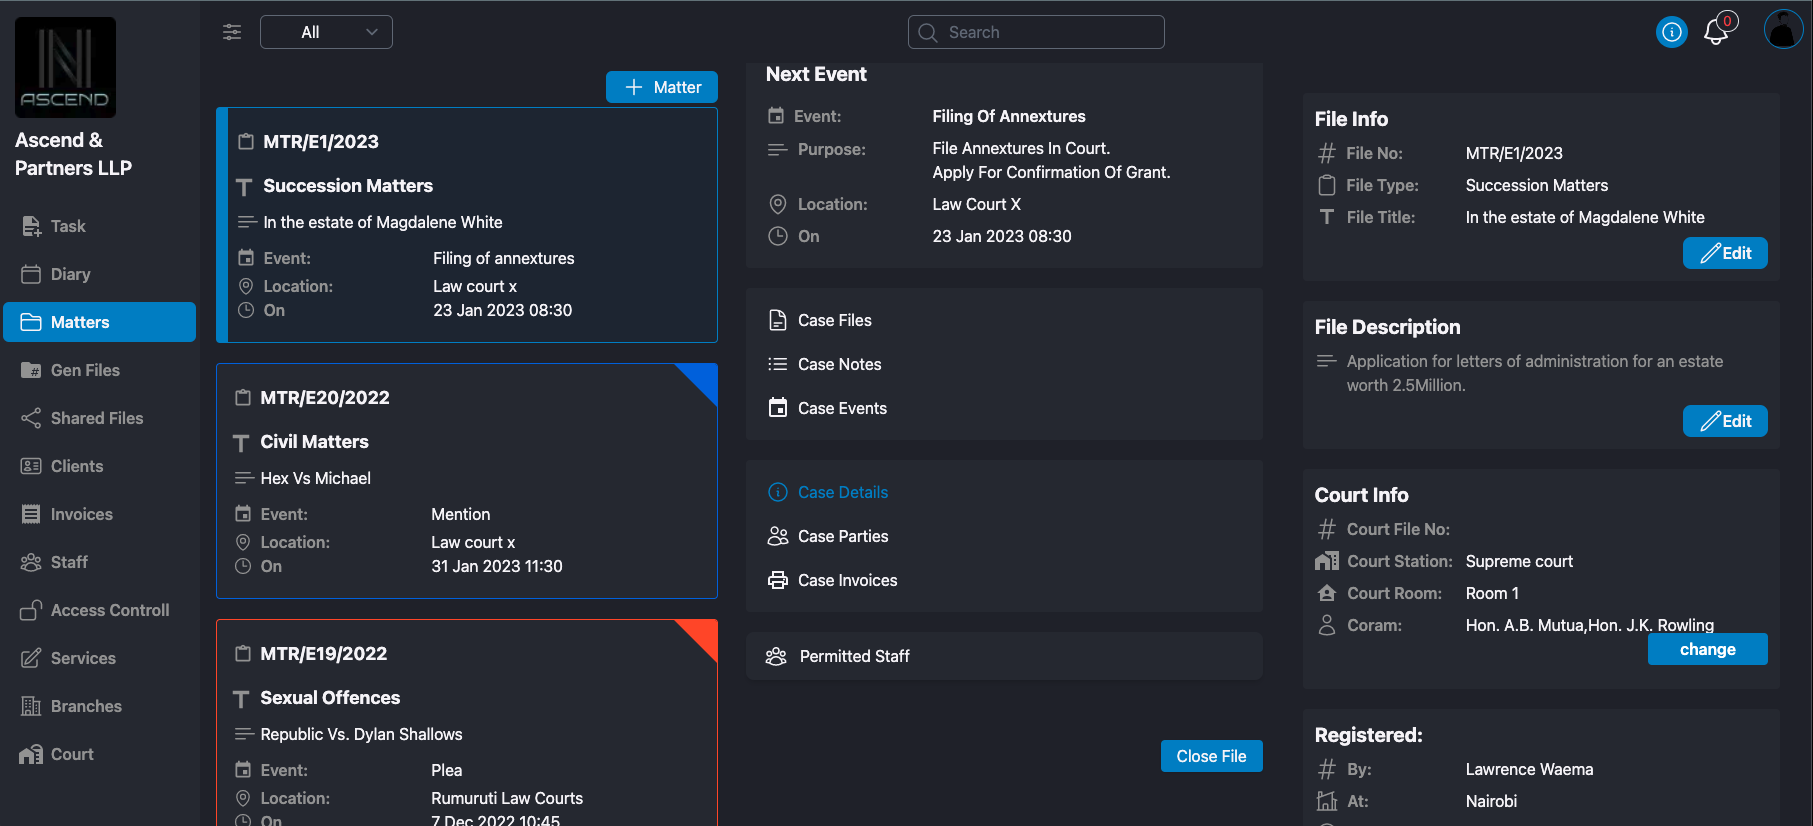 ASCEND
Ascend &
Partners LLP
Task
Diary
Matters
Gen Files
Shared Files
Clients
Invoices
Staff
Access Controll
Services
Branches
Court
All
Search
0
Matter
MTR/E1/2023
Succession Matters
In the estate of Magdalene White
Event: Filing of annextures
Location: Law court x
On 23 Jan 2023 08:30
MTR/E20/2022
Civil Matters
Hex Vs Michael
Event: Mention
Location: Law court x
On 31 Jan 2023 11:30
MTR/E19/2022
Sexual Offences
Republic Vs. Dylan Shallows
Event: Plea
Location: Rumuruti Law Courts
On 7 Dec 2022 10:45
Next Event
Event: Filing Of Annextures
Purpose: File Annextures In Court.
Apply For Confirmation Of Grant.
Location: Law Court X
On 23 Jan 2023 08:30
Case Files
Case Notes
Case Events
Case Details
Case Parties
Case Invoices
Permitted Staff
Close File
File Info
File No: MTR/E1/2023
File Type: Succession Matters
File Title: In the estate of Magdalene White
Edit
File Description
Application for letters of administration for an estate
worth 2.5Million.
Edit
Court Info
Court File No:
Court Station: Supreme court
Court Room: Room 1
Coram: Hon. A.B. Mutua,Hon. J.K. Rowling
change
Registered:
By: Lawrence Waema
At: Nairobi